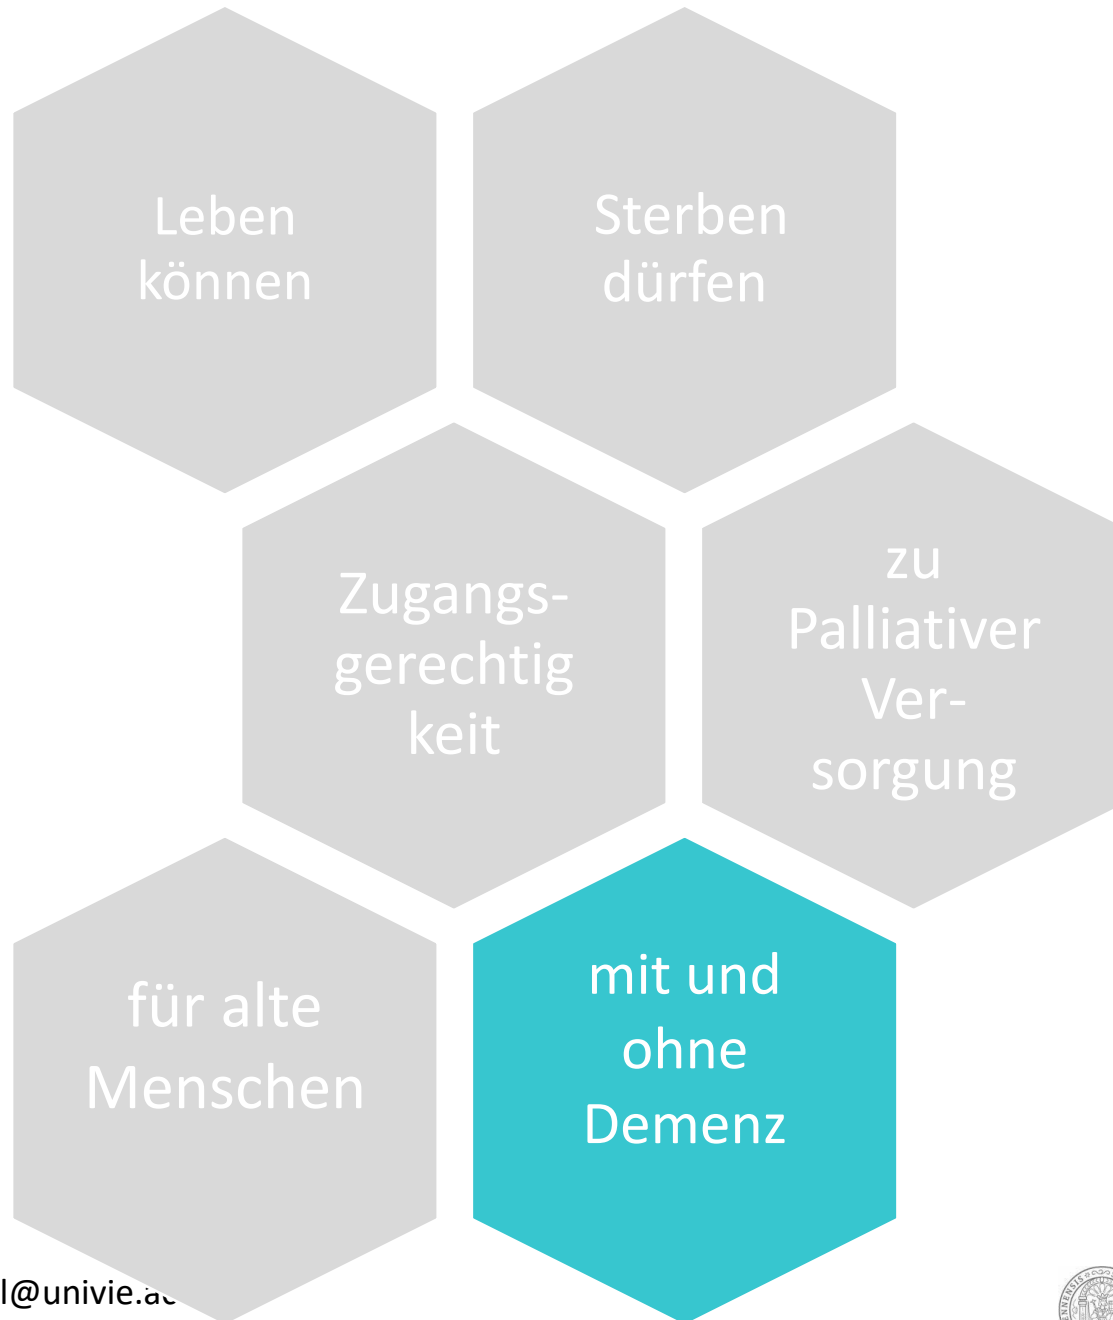 Leben
können
Sterben
dürfen
Zugangs-
gerechtig
keit
zu
Palliativer
Ver-
sorgung
für alte
Menschen
mit und
ohne
Demenz
l@univie.ac